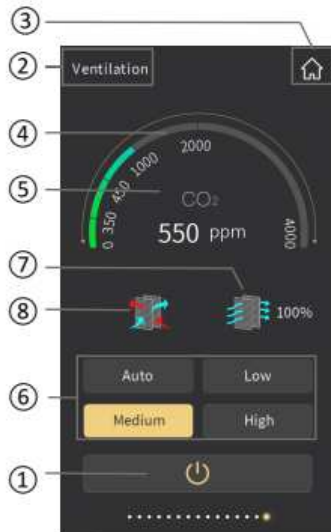 ③
② Ventilation
④ 2000
1000
450
⑤ CO₂
350
0
4000
550 ppm
⑦
⑧ 100%
⑥ Auto Low
Medium High
①